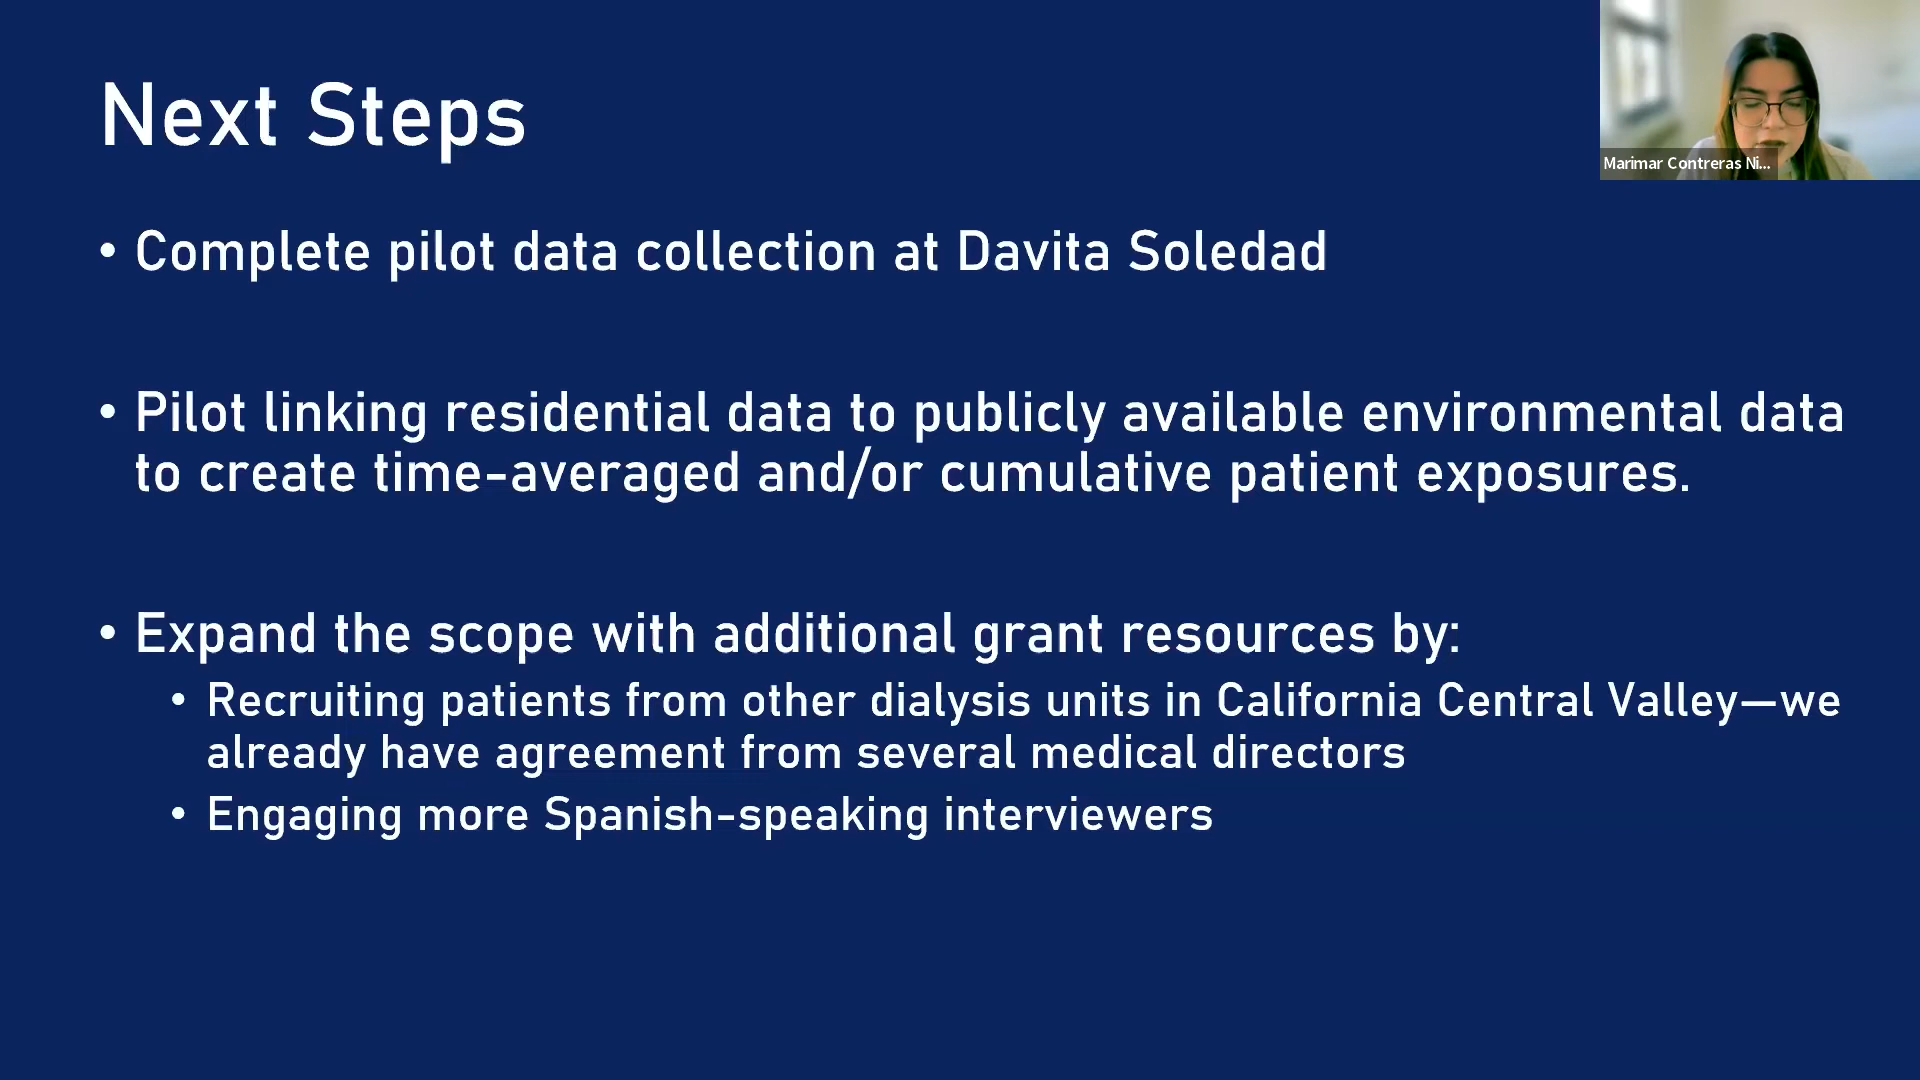 Next Steps
Marimar Contreras Ni...
• Complete pilot data collection at Davita Soledad
• Pilot linking residential data to publicly available environmental data
to create time-averaged and/or cumulative patient exposures.
• Expand the scope with additional grant resources by:
• Recruiting patients from other dialysis units in California Central Valley—we
already have agreement from several medical directors
• Engaging more Spanish-speaking interviewers